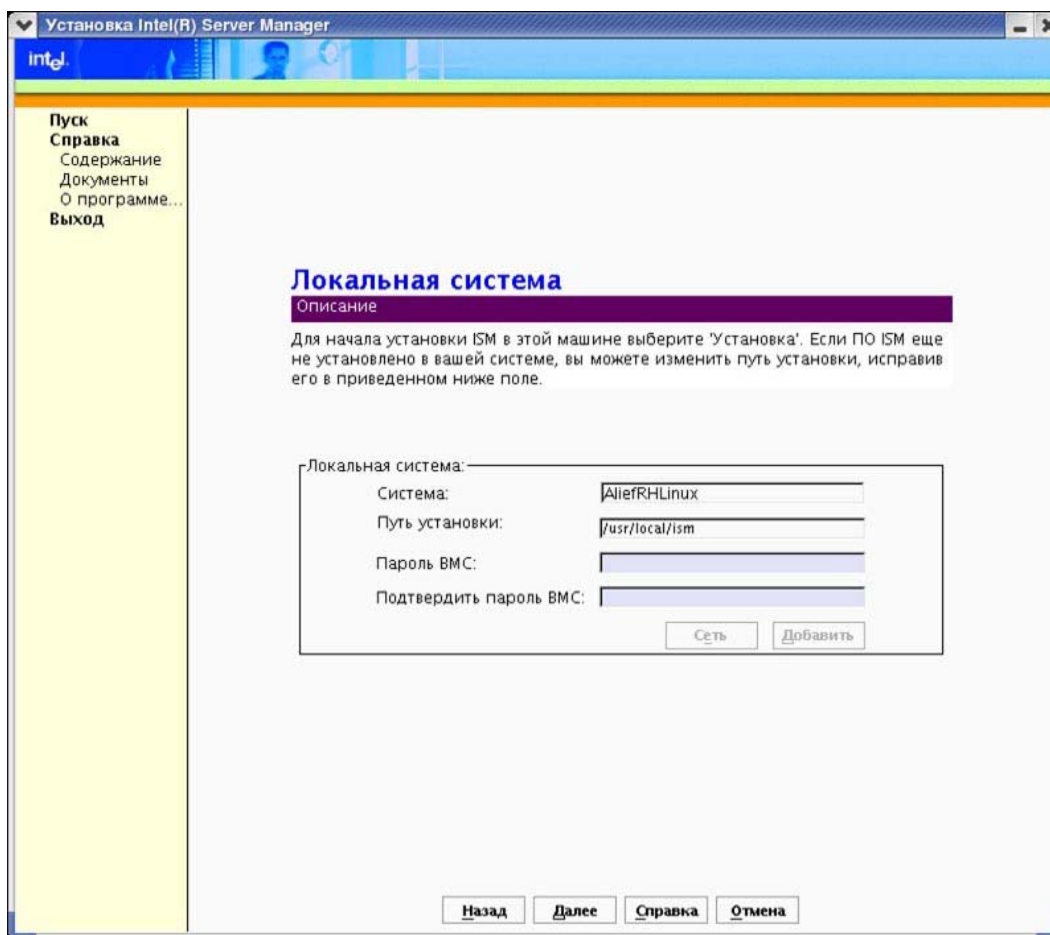 Установка Intel(R) Server Manager
intel.
Пуск
Справка
Содержание
Документы
О программе...
Выход
Локальная система
Описание
Для начала установки ISM в этой машине выберите 'Установка'. Если ПО ISM еще
не установлено в вашей системе, вы можете изменить путь установки, исправив
его в приведенном ниже поле.
Локальная система:
Система: AliefRHLinux
Путь установки: /usr/local/ism
Пароль BMC:
Подтвердить пароль BMC:
Сеть Добавить
Назад Далее Справка Отмена